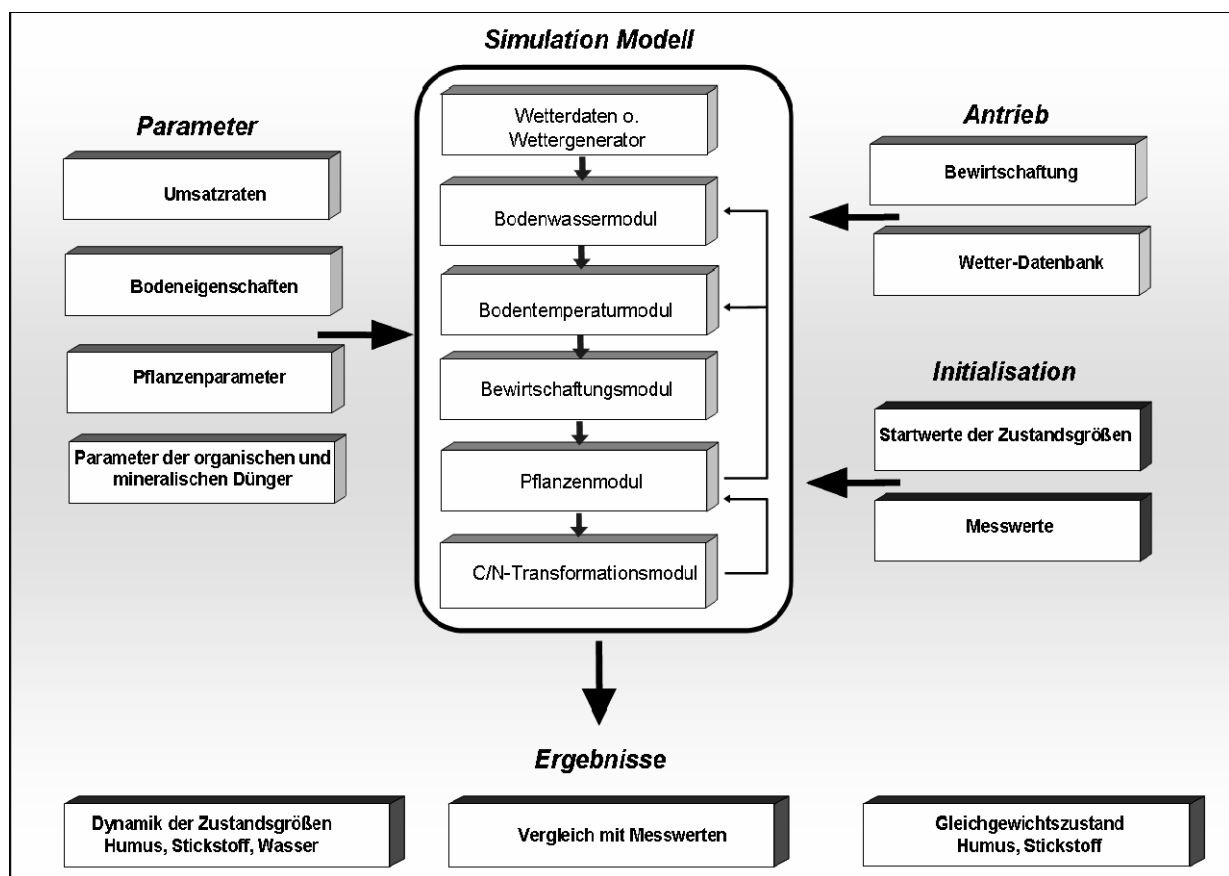 Simulation Modell
Parameter
Umsatzraten
Bodeneigenschaften
Pflanzenparameter
Parameter der organischen und
mineralischen Dünger
Wetterdaten o.
Wettergenerator
Bodenwassermodul
Bodentemperaturmodul
Bewirtschaftungsmodul
Pflanzenmodul
C/N-Transformationsmodul
Antrieb
Bewirtschaftung
Wetter-Datenbank
Initialisation
Startwerte der Zustandsgrößen
Messwerte
Ergebnisse
Dynamik der Zustandsgrößen
Humus, Stickstoff, Wasser
Vergleich mit Messwerten
Gleichgewichtszustand
Humus, Stickstoff